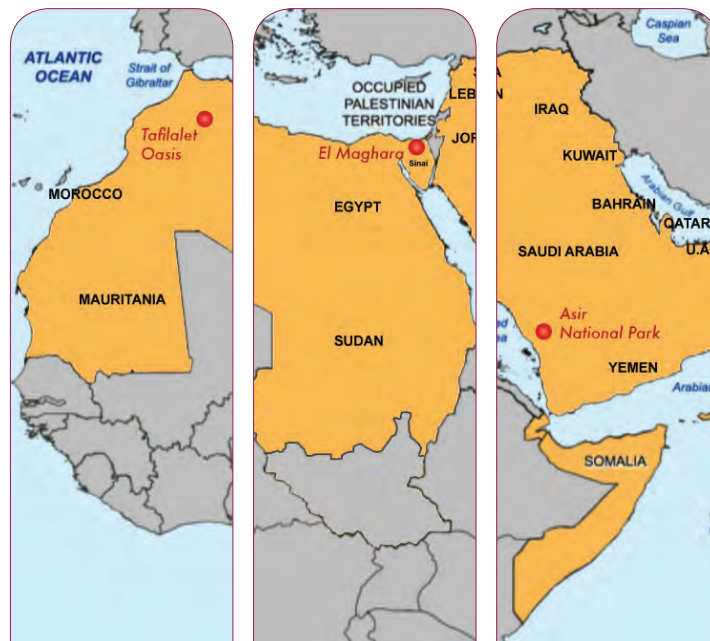 ATLANTIC
OCEAN
Strait of
Gibraltar
Tafilalet
Oasis
MOROCCO
MAURITANIA
OCCUPIED
PALESTINIAN
TERRITORIES
LEB N
JOR
El Maghara
Sinai
EGYPT
SUDAN
Caspian
Sea
IRAQ
KUWAIT
Arabian Gulf
BAHRAIN
QATAR
U.A
SAUDI ARABIA
Asir
National Park
YEMEN
Arabian
SOMALIA